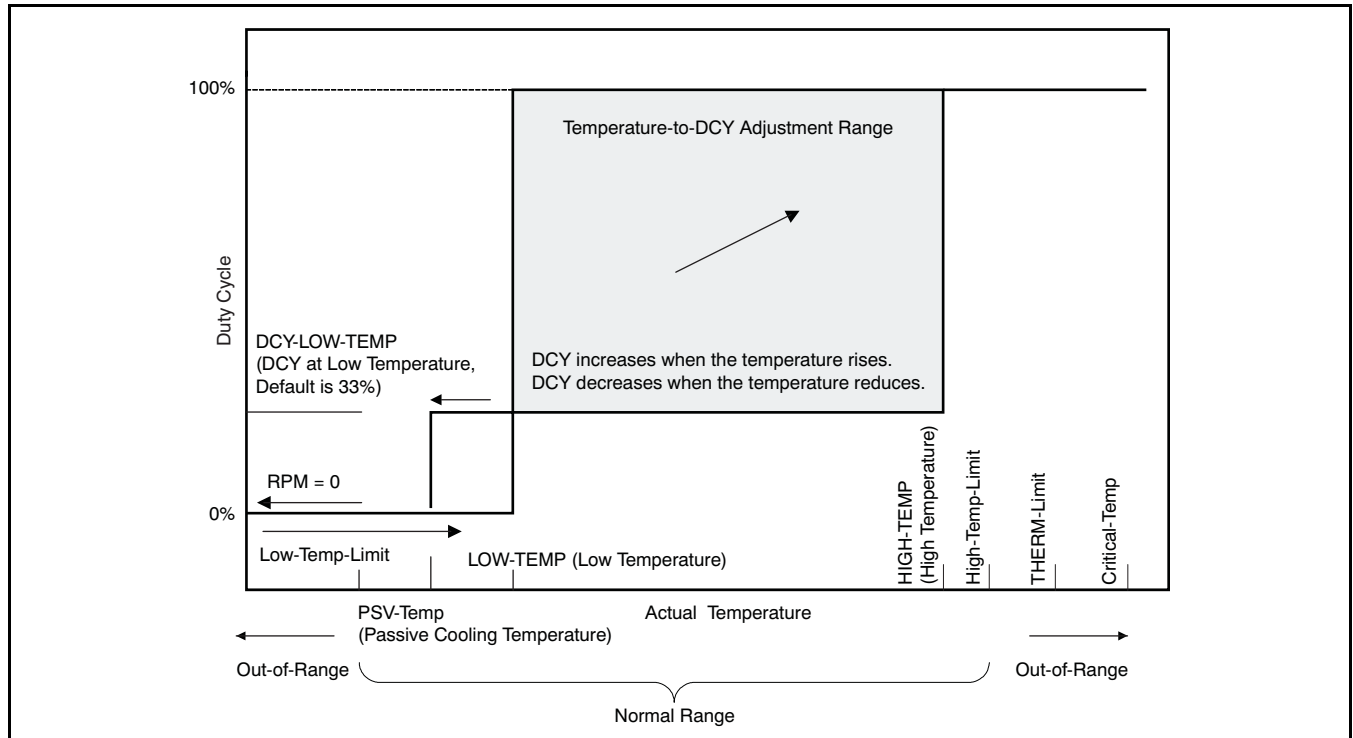 100%
Temperature-to-DCY Adjustment Range
Duty Cycle
DCY-LOW-TEMP
(DCY at Low Temperature,
Default is 33%)
DCY increases when the temperature rises.
DCY decreases when the temperature reduces.
RPM = 0
0%
Low-Temp-Limit
LOW-TEMP (Low Temperature)
HIGH-TEMP
(High Temperature)
High-Temp-Limit
THERM-Limit
Critical-Temp
PSV-Temp
(Passive Cooling Temperature)
Actual Temperature
Out-of-Range
Out-of-Range
Normal Range